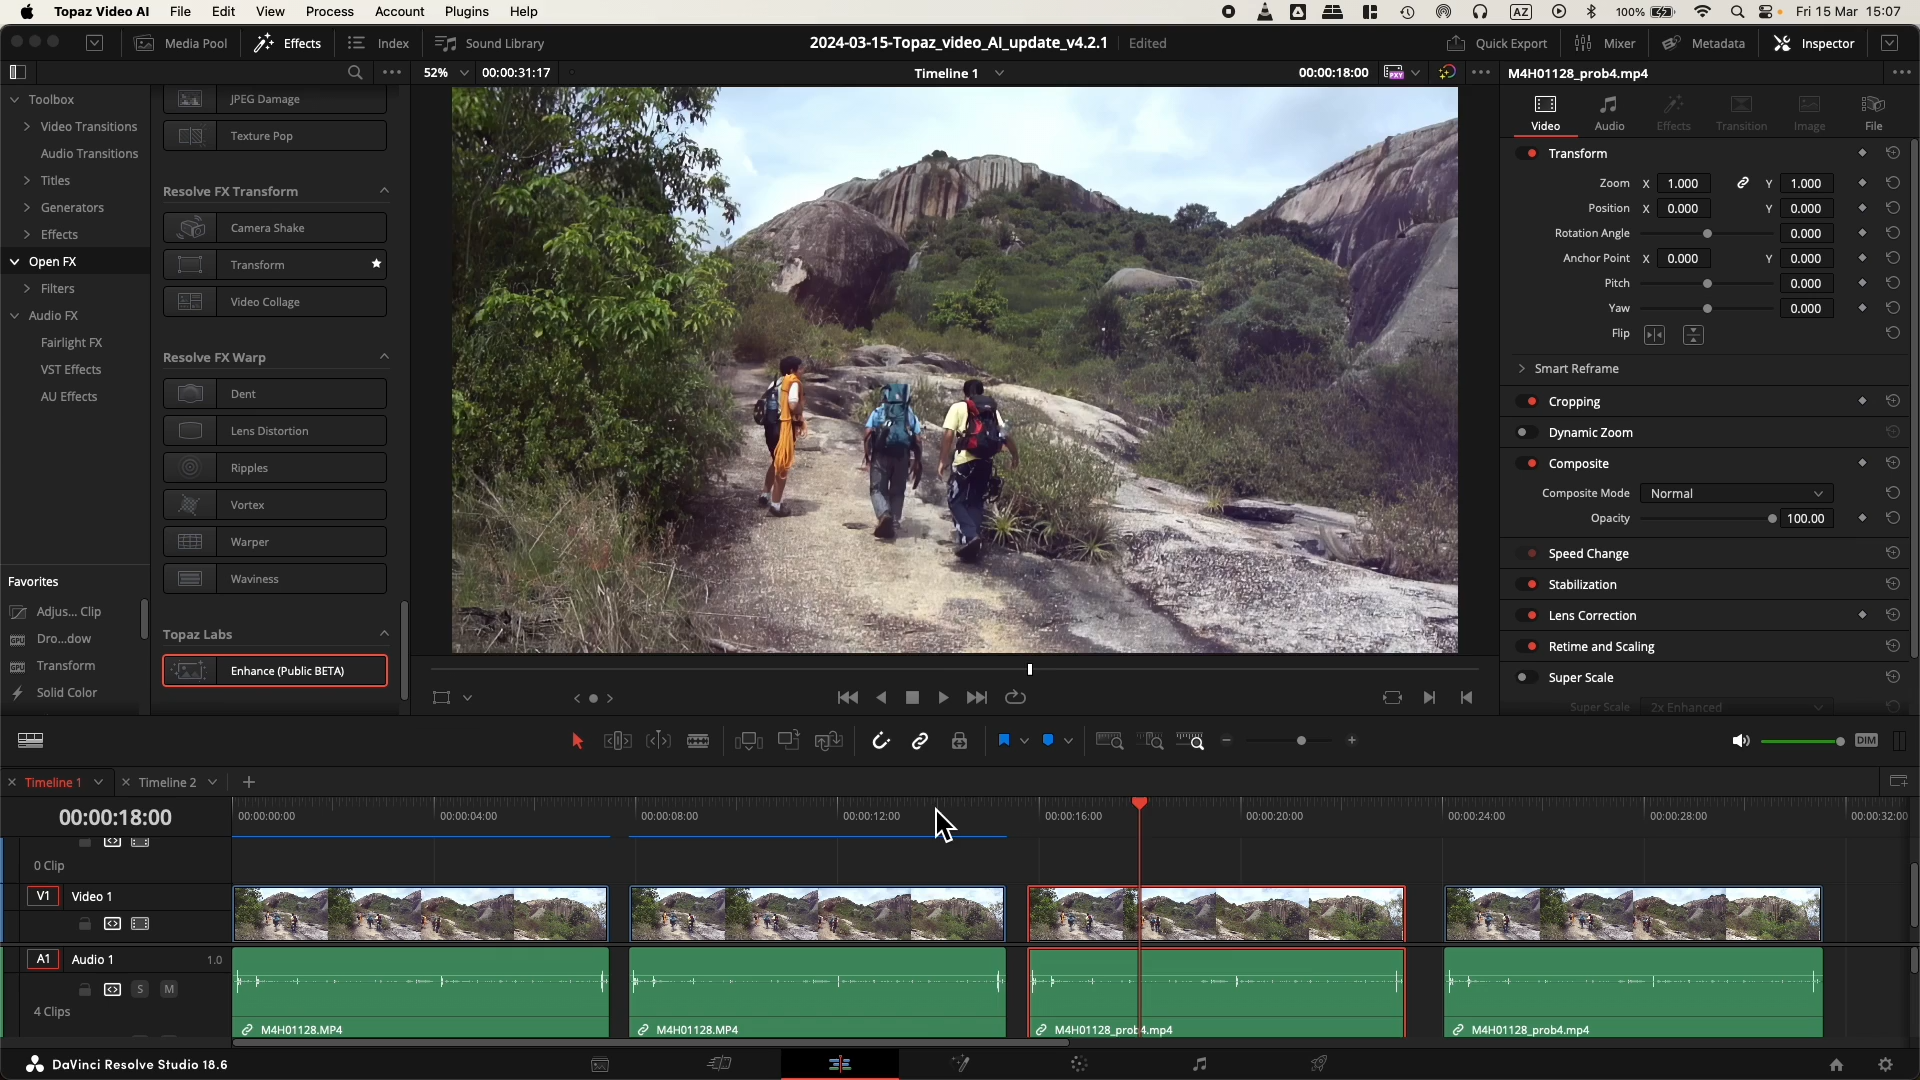 Topaz Video AI File Edit View Process Account Plugins Help AZ 100% Fri 15 Mar 15:07
Media Pool Effects Index Sound Library 2024-03-15-Topaz_video_AI_update_v4.2.1 Edited Quick Export Mixer Metadata Inspector
52% 00:00:31:17 Timeline 1 00:00:18:00 PXY M4H01128_prob4.mp4
Toolbox
Video Transitions
Audio Transitions
Titles
Generators
Effects
Open FX
Filters
Audio FX
Fairlight FX
VST Effects
AU Effects
Favorites
Adjus... Clip
Dro...dow
Transform
Solid Color
JPEG Damage
Texture Pop
Resolve FX Transform
Camera Shake
Transform
Video Collage
Resolve FX Warp
Dent
Lens Distortion
Ripples
Vortex
Warper
Waviness
Topaz Labs
Enhance (Public BETA)
Video Audio Effects Transition Image File
Transform
Zoom X 1.000 Y 1.000
Position X 0.000 Y 0.000
Rotation Angle 0.000
Anchor Point X 0.000 Y 0.000
Pitch 0.000
Yaw 0.000
Flip
Smart Reframe
Cropping
Dynamic Zoom
Composite
Composite Mode Normal
Opacity 100.00
Speed Change
Stabilization
Lens Correction
Retime and Scaling
Super Scale
Super Scale 2x Enhanced
DIM
Timeline 1 Timeline 2
00:00:18:00 00:00:00:00 00:00:04:00 00:00:08:00 00:00:12:00 00:00:16:00 00:00:20:00 00:00:24:00 00:00:28:00 00:00:32:00
0 Clip
V1 Video 1
A1 Audio 1 1.0
S M
4 Clips
M4H01128.MP4 M4H01128.MP4 M4H01128_prob4.mp4 M4H01128_prob4.mp4
DaVinci Resolve Studio 18.6